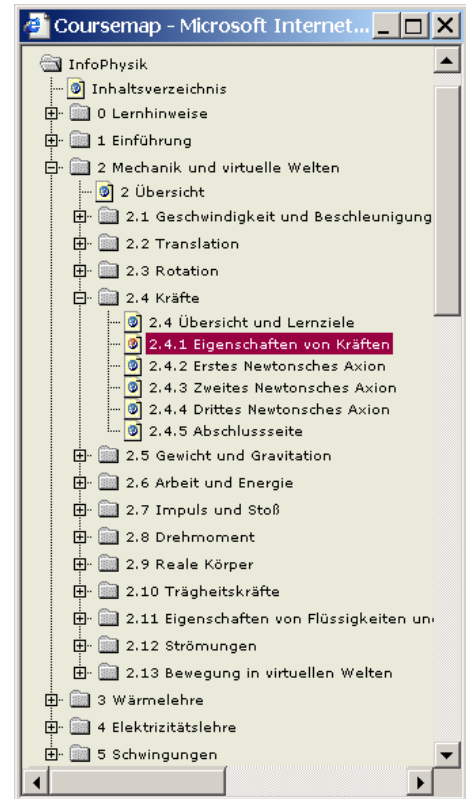 Coursemap - Microsoft Internet...
InfoPhysik
Inhaltsverzeichnis
0 Lernhinweise
1 Einführung
2 Mechanik und virtuelle Welten
2 Übersicht
2.1 Geschwindigkeit und Beschleunigung
2.2 Translation
2.3 Rotation
2.4 Kräfte
2.4 Übersicht und Lernziele
2.4.1 Eigenschaften von Kräften
2.4.2 Erstes Newtonsches Axion
2.4.3 Zweites Newtonsches Axion
2.4.4 Drittes Newtonsches Axion
2.4.5 Abschlussseite
2.5 Gewicht und Gravitation
2.6 Arbeit und Energie
2.7 Impuls und Stoß
2.8 Drehmoment
2.9 Reale Körper
2.10 Trägheitskräfte
2.11 Eigenschaften von Flüssigkeiten un
2.12 Strömungen
2.13 Bewegung in virtuellen Welten
3 Wärmelehre
4 Elektrizitätslehre
5 Schwingungen